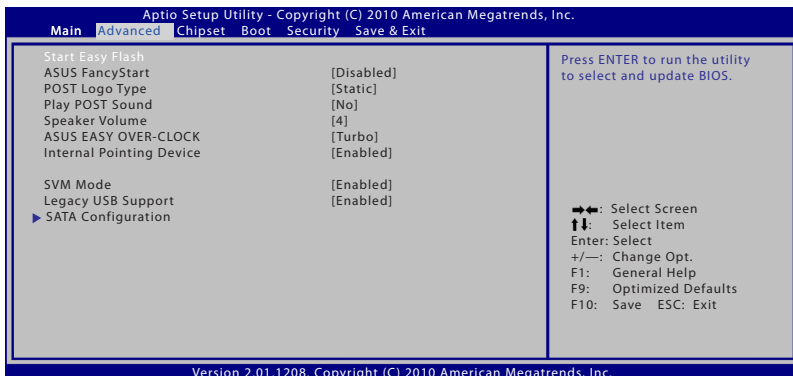 Aptio Setup Utility - Copyright (C) 2010 American Megatrends, Inc.
Main Advanced Chipset Boot Security Save & Exit
Start Easy Flash
ASUS FancyStart [Disabled]
POST Logo Type [Static]
Play POST Sound [No]
Speaker Volume [4]
ASUS EASY OVER-CLOCK [Turbo]
Internal Pointing Device [Enabled]
SVM Mode [Enabled]
Legacy USB Support [Enabled]
SATA Configuration
Press ENTER to run the utility
to select and update BIOS.
→←: Select Screen
↑↓: Select Item
Enter: Select
+/—: Change Opt.
F1: General Help
F9: Optimized Defaults
F10: Save ESC: Exit
Version 2.01.1208. Copyright (C) 2010 American Megatrends, Inc.